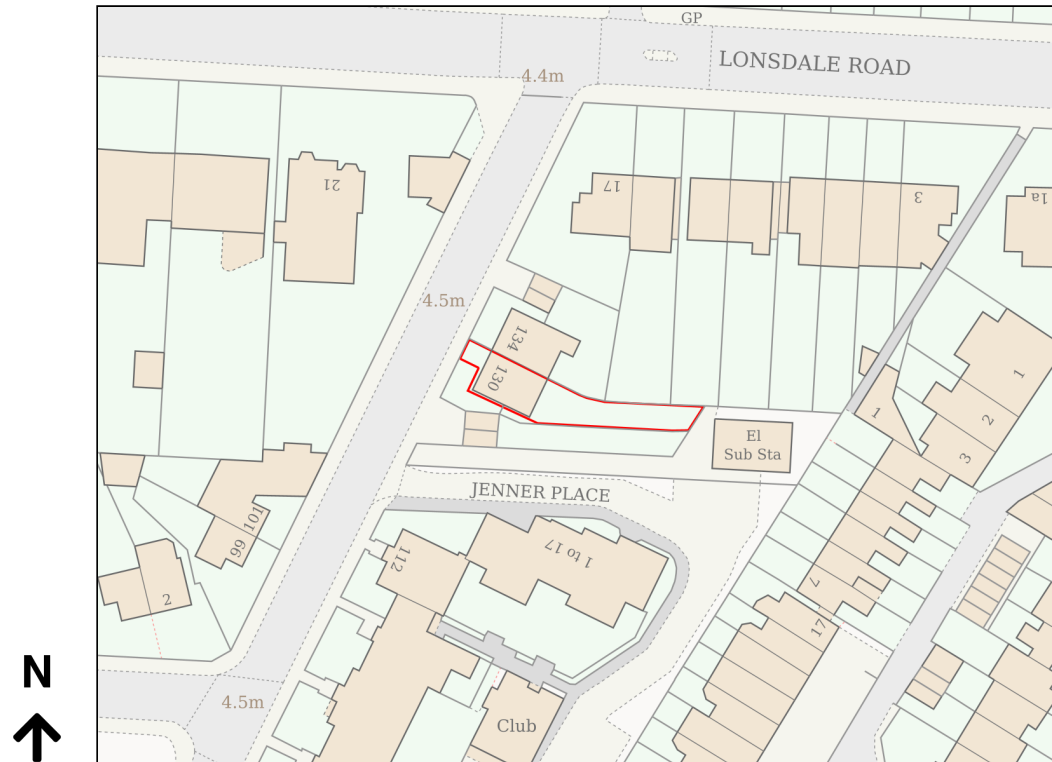 GP
LONSDALE ROAD
4.4m
21
17
3
1a
4.5m
134
130
1
1
2
3
El
Sub Sta
JENNER PLACE
101
99
112
1 to 17
2
7
17
N
4.5m
Club